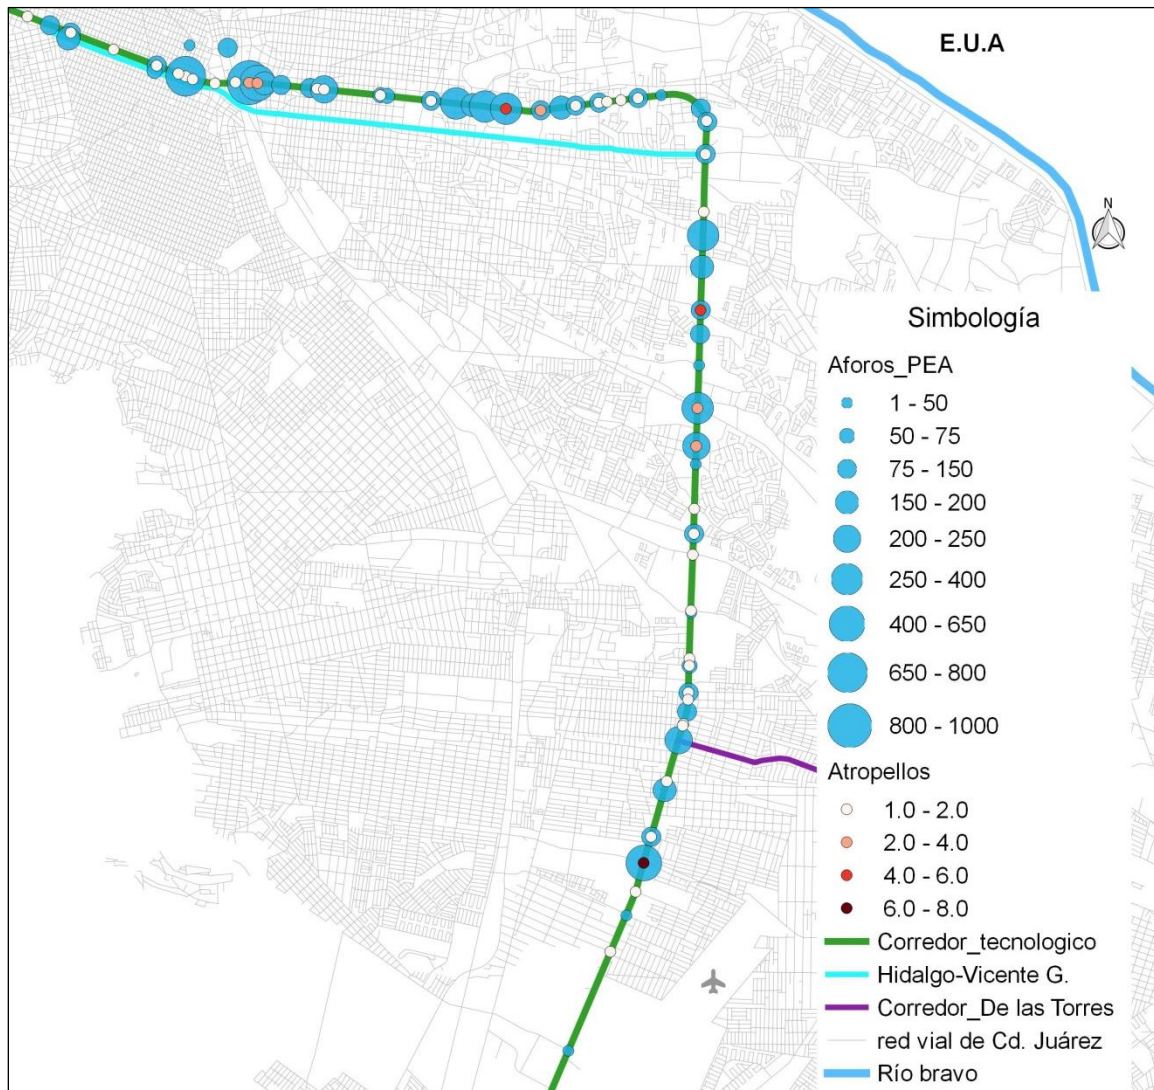 E.U.A
N
Simbología
Aforos_PEA
1 - 50
50 - 75
75 - 150
150 - 200
200 - 250
250 - 400
400 - 650
650 - 800
800 - 1000
Atropellos
1.0 - 2.0
2.0 - 4.0
4.0 - 6.0
6.0 - 8.0
Corredor_tecnologico
Hidalgo-Vicente G.
Corredor_De las Torres
red vial de Cd. Juárez
Río bravo